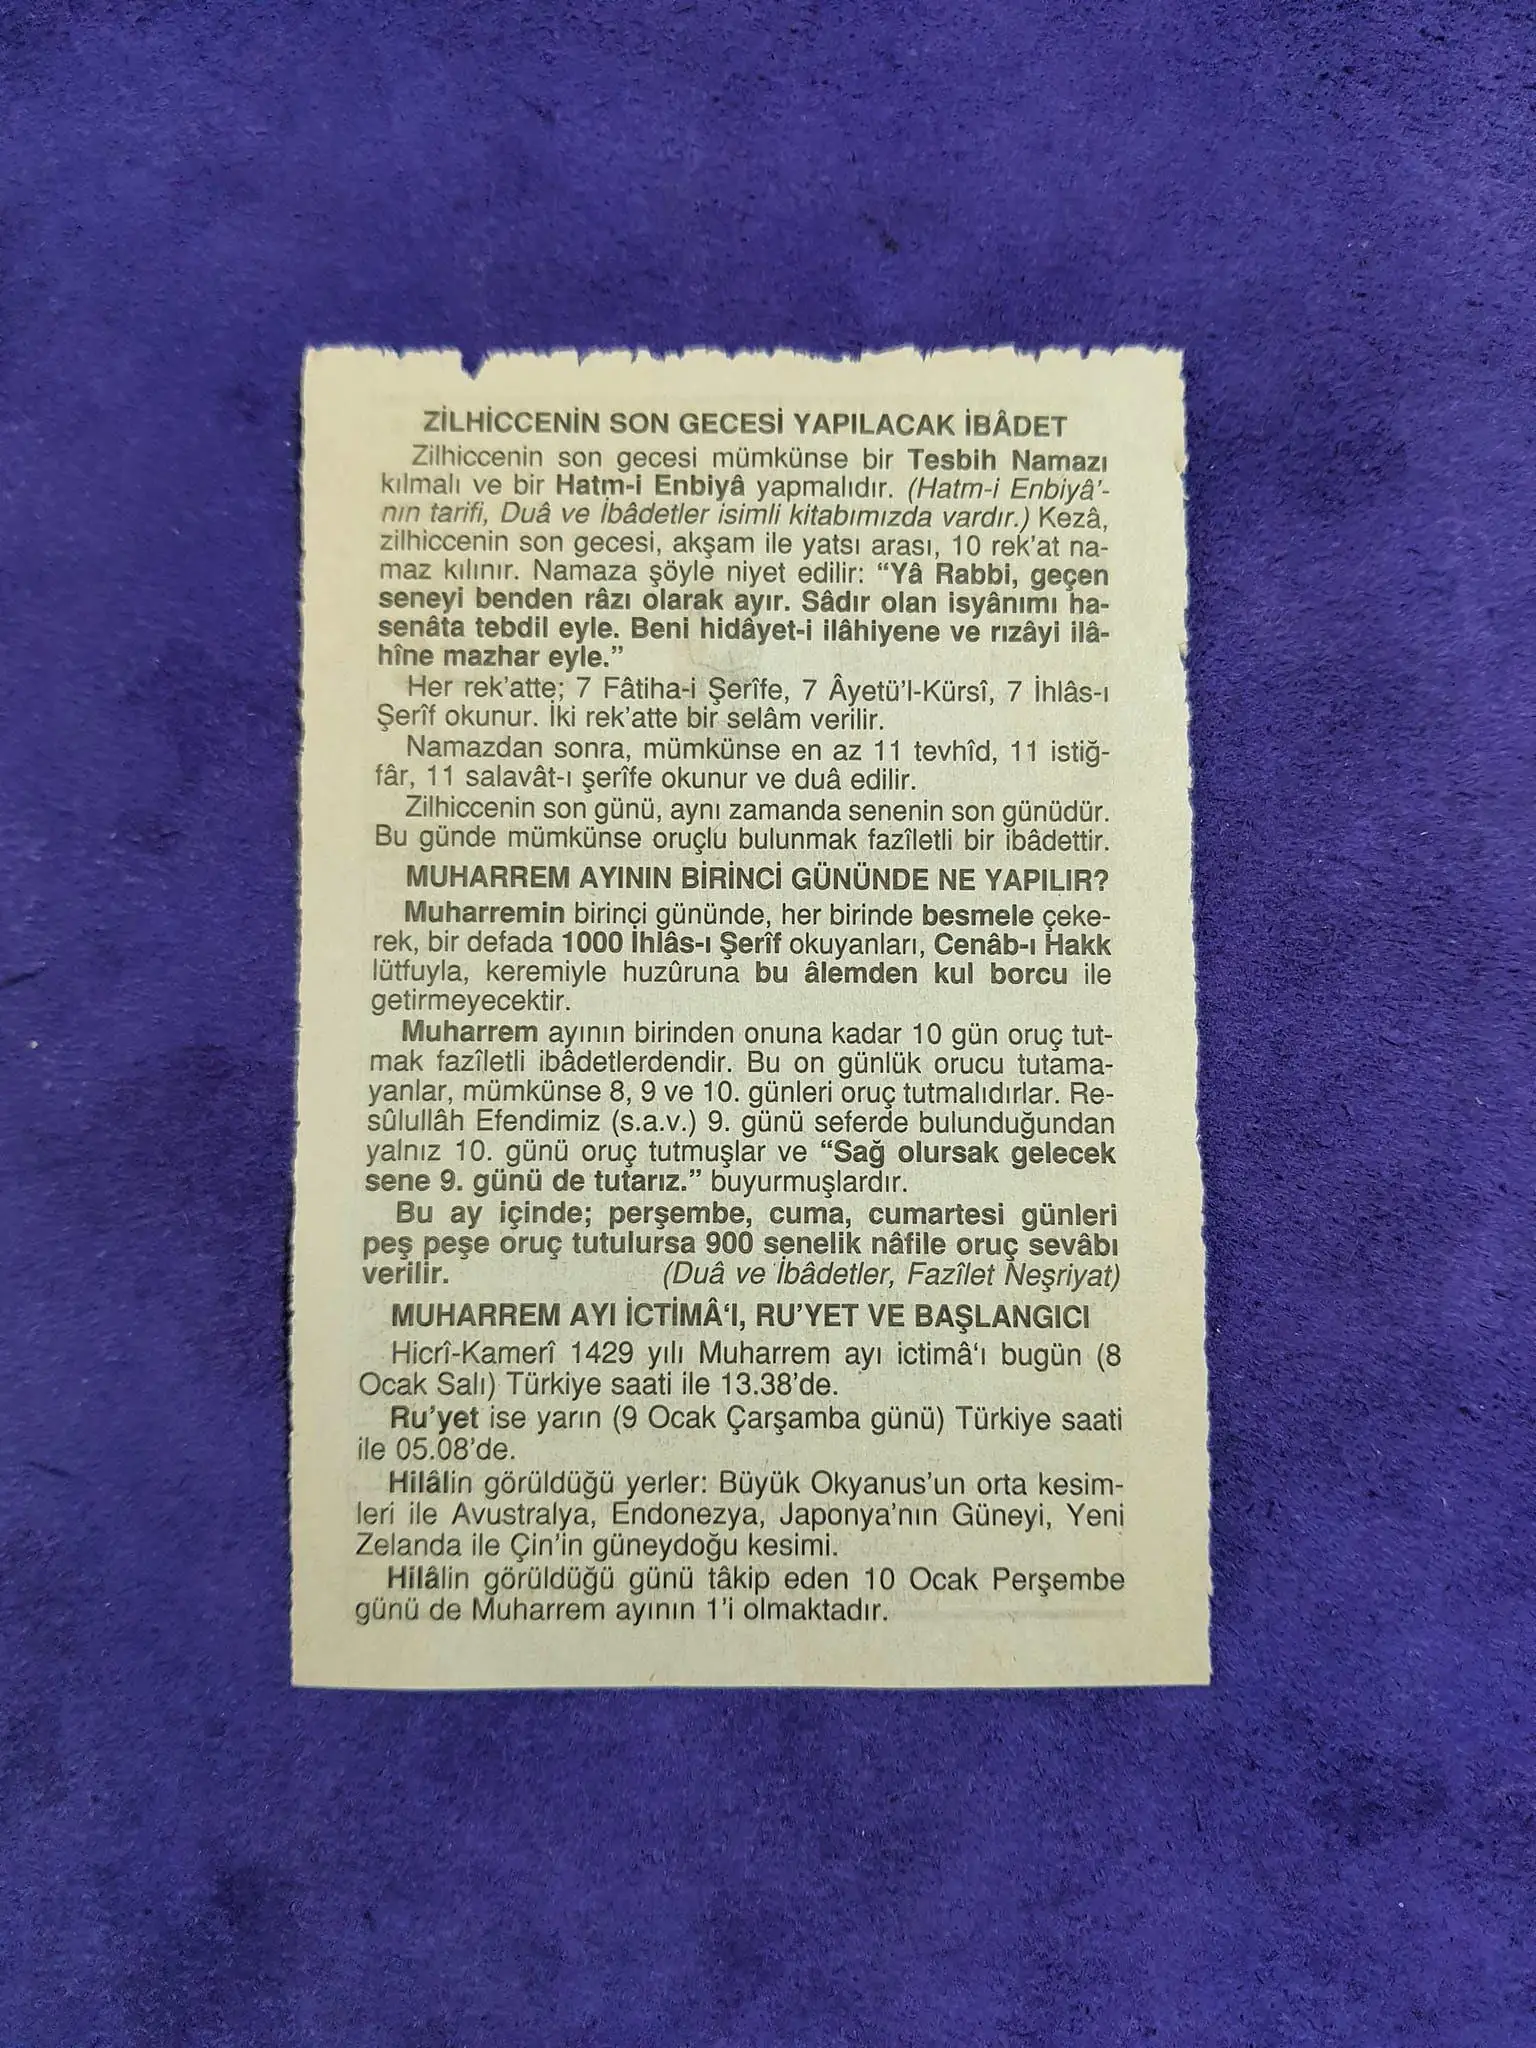 ZİLHİCCENİN SON GECESİ YAPILACAK İBÂDET
Zilhiccenin son gecesi mümkünse bir Tesbih Namazı
kılmalı ve bir Hatm-i Enbiyâ yapmalıdır. (Hatm-i Enbiyâ'-
nın tarifi, Duâ ve İbâdetler isimli kitabımızda vardır.) Kezâ,
zilhiccenin son gecesi, akşam ile yatsı arası, 10 rek'at na-
maz kılınır. Namaza şöyle niyet edilir: “Yâ Rabbi, geçen
seneyi benden râzı olarak ayır. Sâdır olan isyânımı ha-
senâta tebdil eyle. Beni hidâyet-i ilâhiyene ve rızâyi ilâ-
hîne mazhar eyle.”
Her rek'atte; 7 Fâtiha-i Şerîfe, 7 Âyetü'l-Kürsî, 7 İhlâs-ı
Şerîf okunur. İki rek'atte bir selâm verilir.
Namazdan sonra, mümkünse en az 11 tevhîd, 11 istiğ-
fâr, 11 salavât-ı şerîfe okunur ve duâ edilir.
Zilhiccenin son günü, aynı zamanda senenin son günüdür.
Bu günde mümkünse oruçlu bulunmak fazîletli bir ibâdettir.
MUHARREM AYININ BİRİNCİ GÜNÜNDE NE YAPILIR?
Muharremin birinci gününde, her birinde besmele çeke-
rek, bir defada 1000 İhlâs-ı Şerîf okuyanları, Cenâb-ı Hakk
lütfuyla, keremiyle huzûruna bu âlemden kul borcu ile
getirmeyecektir.
Muharrem ayının birinden onuna kadar 10 gün oruç tut-
mak fazîletli ibâdetlerdendir. Bu on günlük orucu tutama-
yanlar, mümkünse 8, 9 ve 10. günleri oruç tutmalıdırlar. Re-
sûlullâh Efendimiz (s.a.v.) 9. günü seferde bulunduğundan
yalnız 10. günü oruç tutmuşlar ve “Sağ olursak gelecek
sene 9. günü de tutarız.” buyurmuşlardır.
Bu ay içinde; perşembe, cuma, cumartesi günleri
peş peşe oruç tutulursa 900 senelik nâfile oruç sevâbı
verilir. (Duâ ve İbâdetler, Fazîlet Neşriyat)
MUHARREM AYI İCTİMÂ‘I, RU'YET VE BAŞLANGICI
Hicrî-Kamerî 1429 yılı Muharrem ayı ictimâ‘ı bugün (8
Ocak Salı) Türkiye saati ile 13.38'de.
Ru'yet ise yarın (9 Ocak Çarşamba günü) Türkiye saati
ile 05.08'de.
Hilâlin görüldüğü yerler: Büyük Okyanus'un orta kesim-
leri ile Avustralya, Endonezya, Japonya'nın Güneyi, Yeni
Zelanda ile Çin'in güneydoğu kesimi.
Hilâlin görüldüğü günü tâkip eden 10 Ocak Perşembe
günü de Muharrem ayının 1'i olmaktadır.